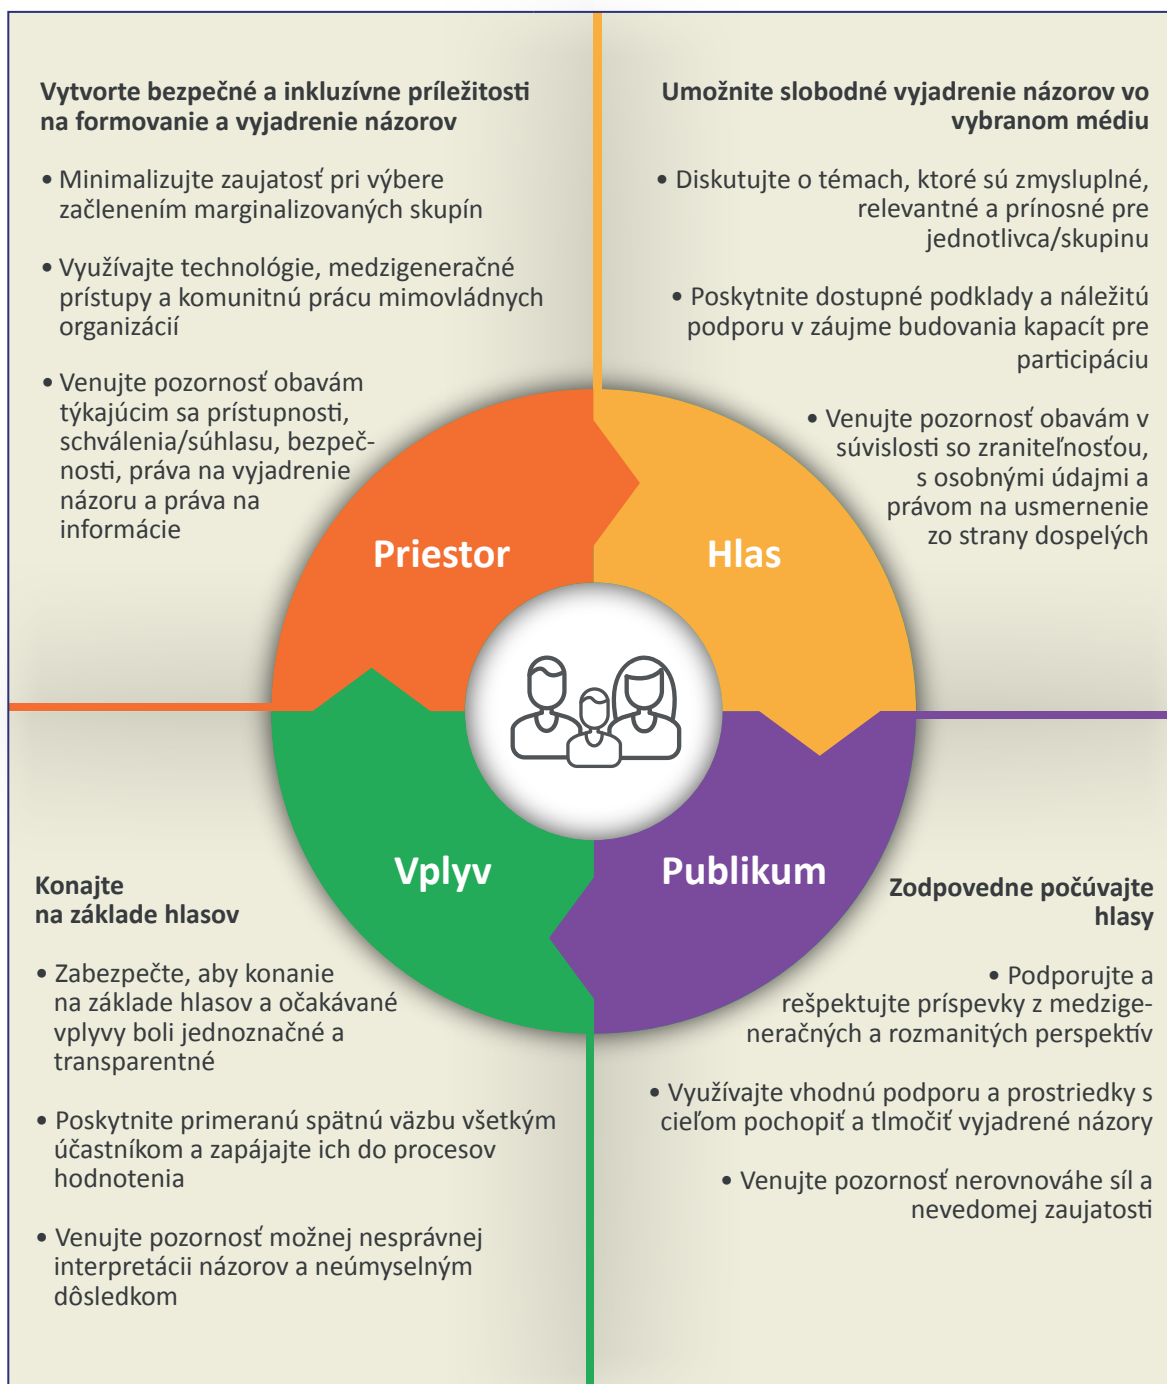 Vytvorte bezpečné a inkluzívne príležitosti
na formovanie a vyjadrenie názorov
• Minimalizujte zaujatosť pri výbere
začlenením marginalizovaných skupín
• Využívajte technológie, medzigeneračné
prístupy a komunitnú prácu mimovládnych
organizácií
• Venujte pozornosť obavám
týkajúcim sa prístupnosti,
schválenia/súhlasu, bezpeč-
nosti, práva na vyjadrenie
názoru a práva na
informácie
Umožnite slobodné vyjadrenie názorov vo
vybranom médiu
• Diskutujte o témach, ktoré sú zmysluplné,
relevantné a prínosné pre
jednotlivca/skupinu
• Poskytnite dostupné podklady a náležitú
podporu v záujme budovania kapacít pre
participáciu
• Venujte pozornosť obavám v
súvislosti so zraniteľnosťou,
s osobnými údajmi a
právom na usmernenie
zo strany dospelých
Priestor
Hlas
Vplyv
Publikum
Konajte
na základe hlasov
• Zabezpečte, aby konanie
na základe hlasov a očakávané
vplyvy boli jednoznačné a
transparentné
• Poskytnite primeranú spätnú väzbu všetkým
účastníkom a zapájajte ich do procesov
hodnotenia
• Venujte pozornosť možnej nesprávnej
interpretácii názorov a neúmyselným
dôsledkom
Zodpovedne počúvajte
hlasy
• Podporujte a
rešpektujte príspevky z medzige-
neračných a rozmanitých perspektív
• Využívajte vhodnú podporu a prostriedky s
cieľom pochopiť a tlmočiť vyjadrené názory
• Venujte pozornosť nerovnováhe síl a
nevedomej zaujatosti